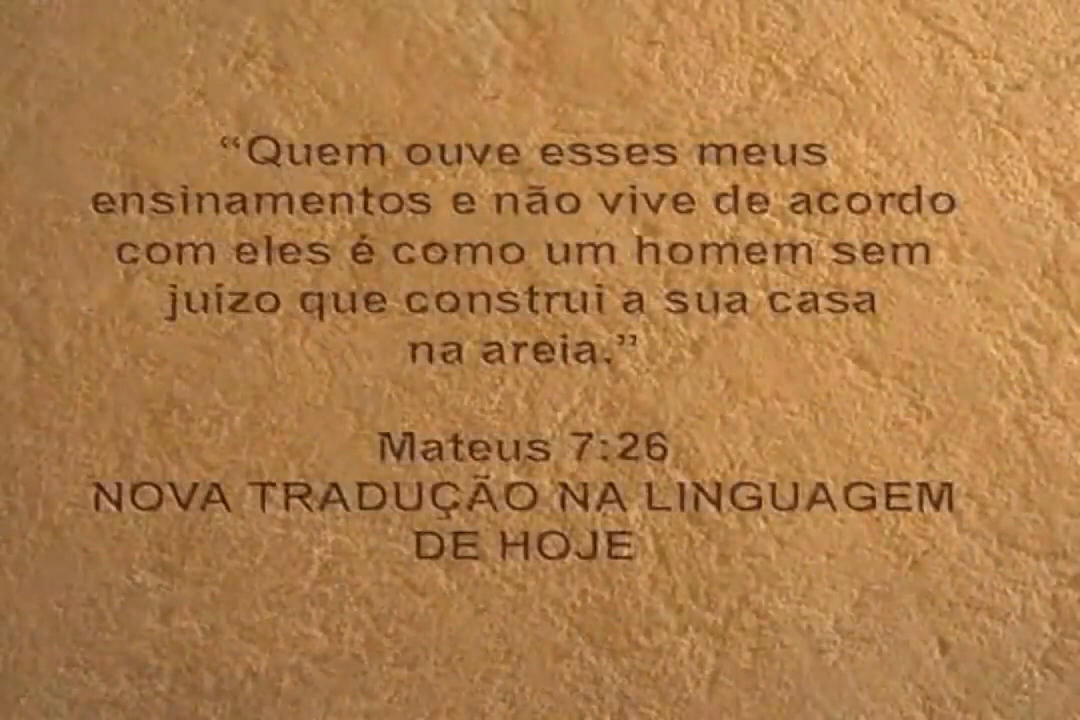 “Quem ouve esses meus
ensinamentos e não vive de acordo
com eles é como um homem sem
juízo que construi a sua casa
na areia.”
Mateus 7:26
NOVA TRADUÇÃO NA LINGUAGEM
DE HOJE